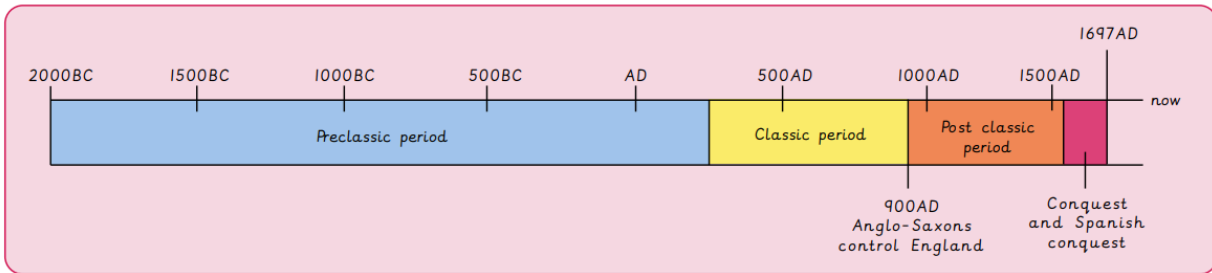 1697AD
2000BC 1500BC 1000BC 500BC AD 500AD 1000AD 1500AD
now
Preclassic period
Classic period
Post classic
period
900AD
Anglo-Saxons
control England
Conquest
and Spanish
conquest